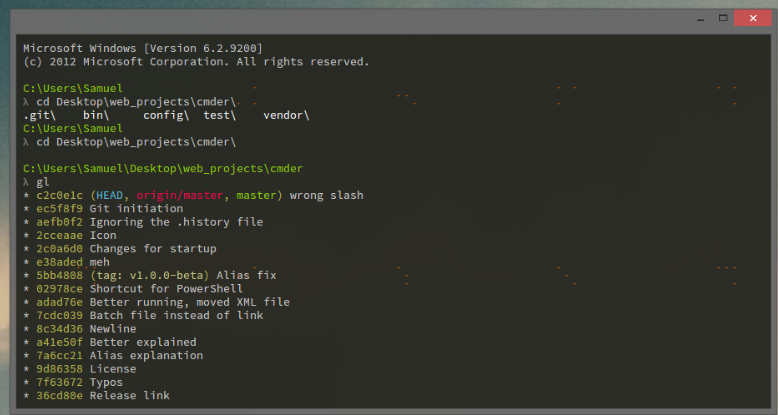 Microsoft Windows [Version 6.2.9200]
(c) 2012 Microsoft Corporation. All rights reserved.
C:\Users\Samuel
λ cd Desktop\web_projects\cmder\
.git\    bin\     config\  test\    vendor\
C:\Users\Samuel
λ cd Desktop\web_projects\cmder\
C:\Users\Samuel\Desktop\web_projects\cmder
λ gl
* c2c0e1c (HEAD, origin/master, master) wrong slash
* ec5f8f9 Git initiation
* aefb0f2 Ignoring the .history file
* 2cceaae Icon
* 2c0a6d0 Changes for startup
* e38aded meh
* 5bb4808 (tag: v1.0.0-beta) Alias fix
* 02978ce Shortcut for PowerShell
* adad76e Better running, moved XML file
* 7cdc039 Batch file instead of link
* 8c34d36 Newline
* a41e50f Better explained
* 7a6cc21 Alias explanation
* 9d86358 License
* 7f63672 Typos
* 36cd80e Release link